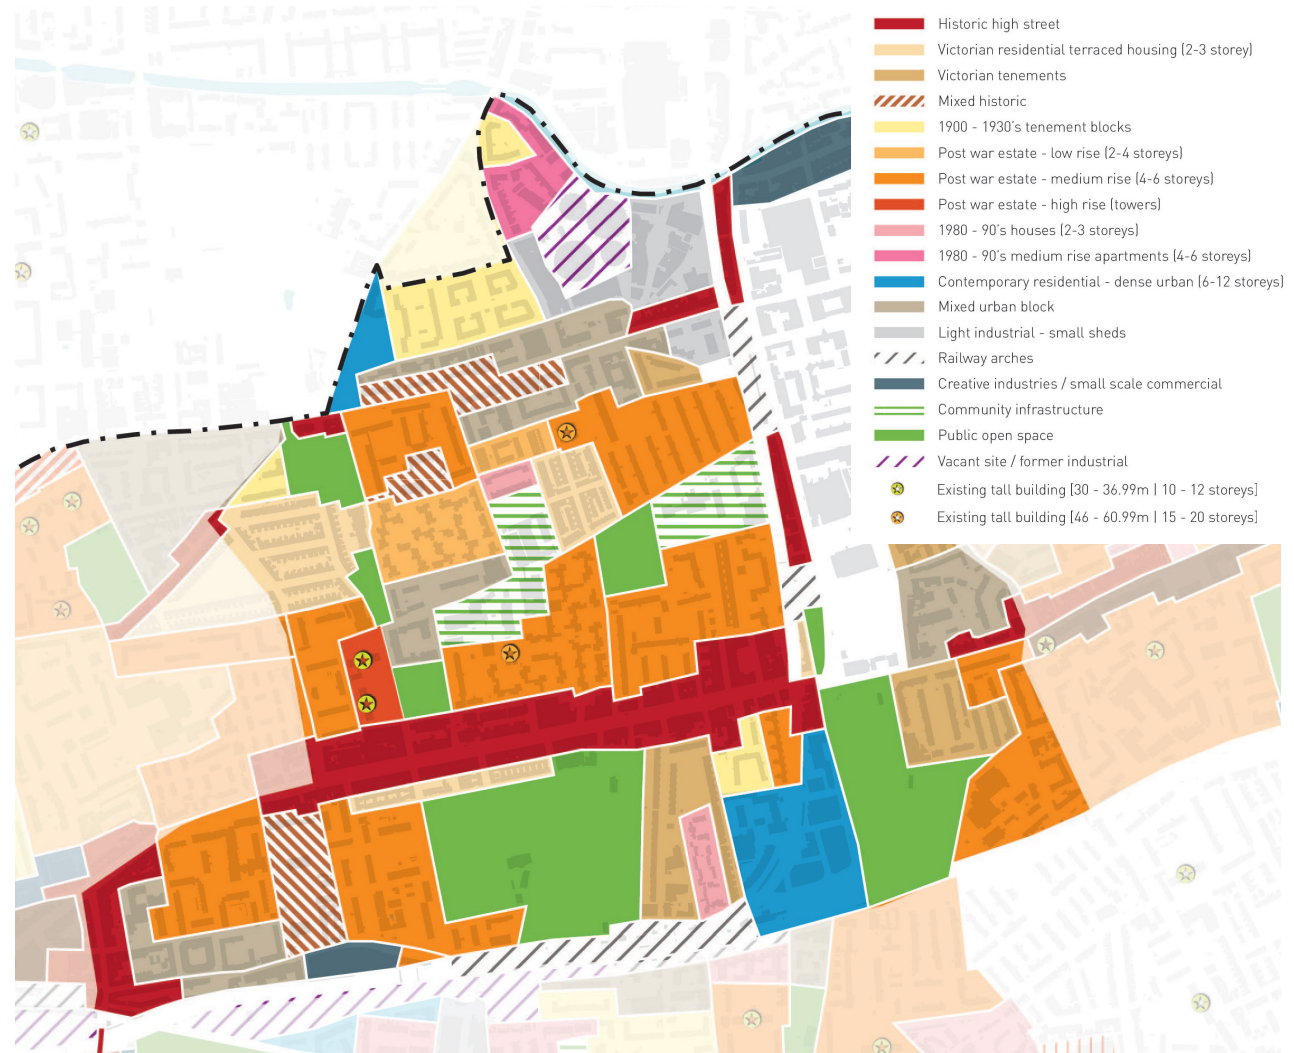 Historic high street
Victorian residential terraced housing (2-3 storey)
Victorian tenements
Mixed historic
1900 - 1930's tenement blocks
Post war estate - low rise (2-4 storeys)
Post war estate - medium rise (4-6 storeys)
Post war estate - high rise (towers)
1980 - 90's houses (2-3 storeys)
1980 - 90's medium rise apartments (4-6 storeys)
Contemporary residential - dense urban (6-12 storeys)
Mixed urban block
Light industrial - small sheds
Railway arches
Creative industries / small scale commercial
Community infrastructure
Public open space
Vacant site / former industrial
Existing tall building [30 - 36.99m | 10 - 12 storeys]
Existing tall building [46 - 60.99m | 15 - 20 storeys]